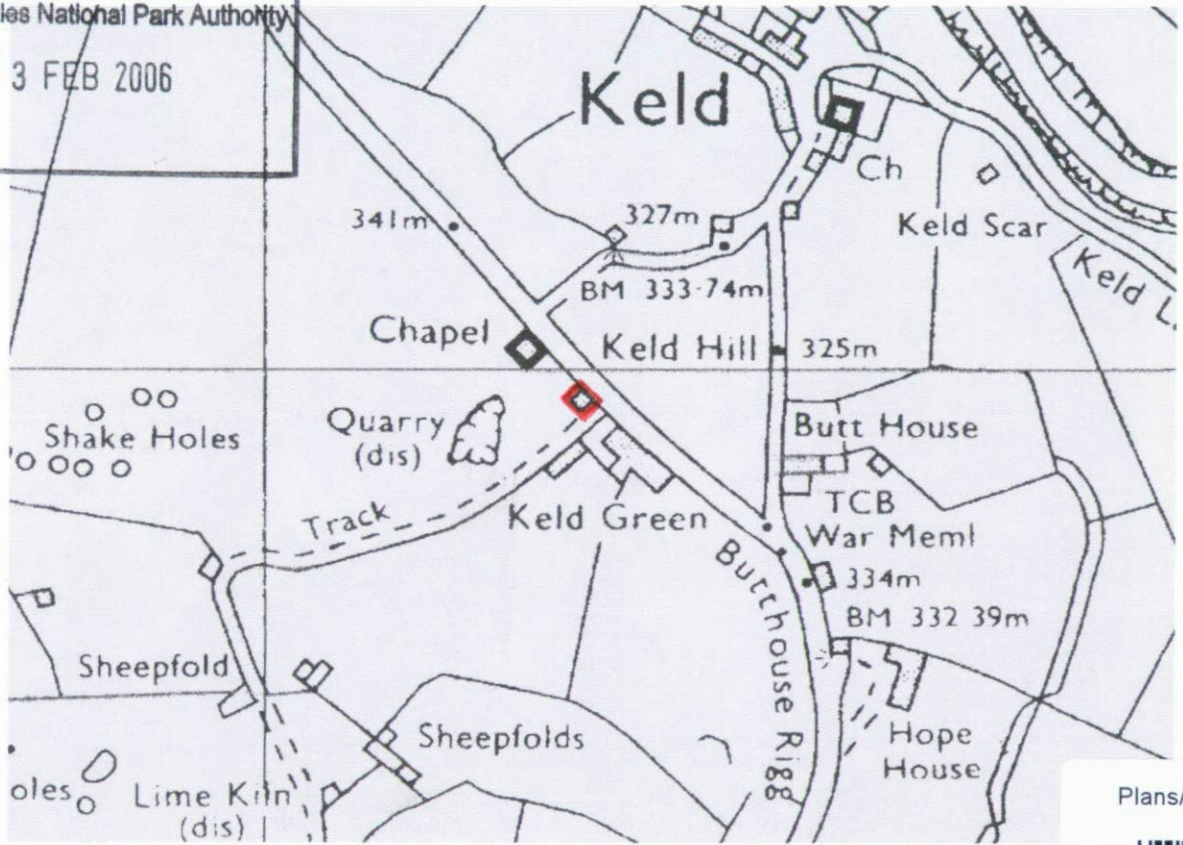 les National Park Authority
3 FEB 2006
Keld
Ch
341m
327m
Keld Scar
BM 333·74m
Keld L.
Chapel
Keld Hill
325m
Quarry
(dis)
Shake Holes
Butt House
TCB
Track
Keld Green
War Meml
334m
BM 332 39m
Butthouse Rigg
Sheepfold
Sheepfolds
Hope
House
oles
Lime Kiln
(dis)
Plans/